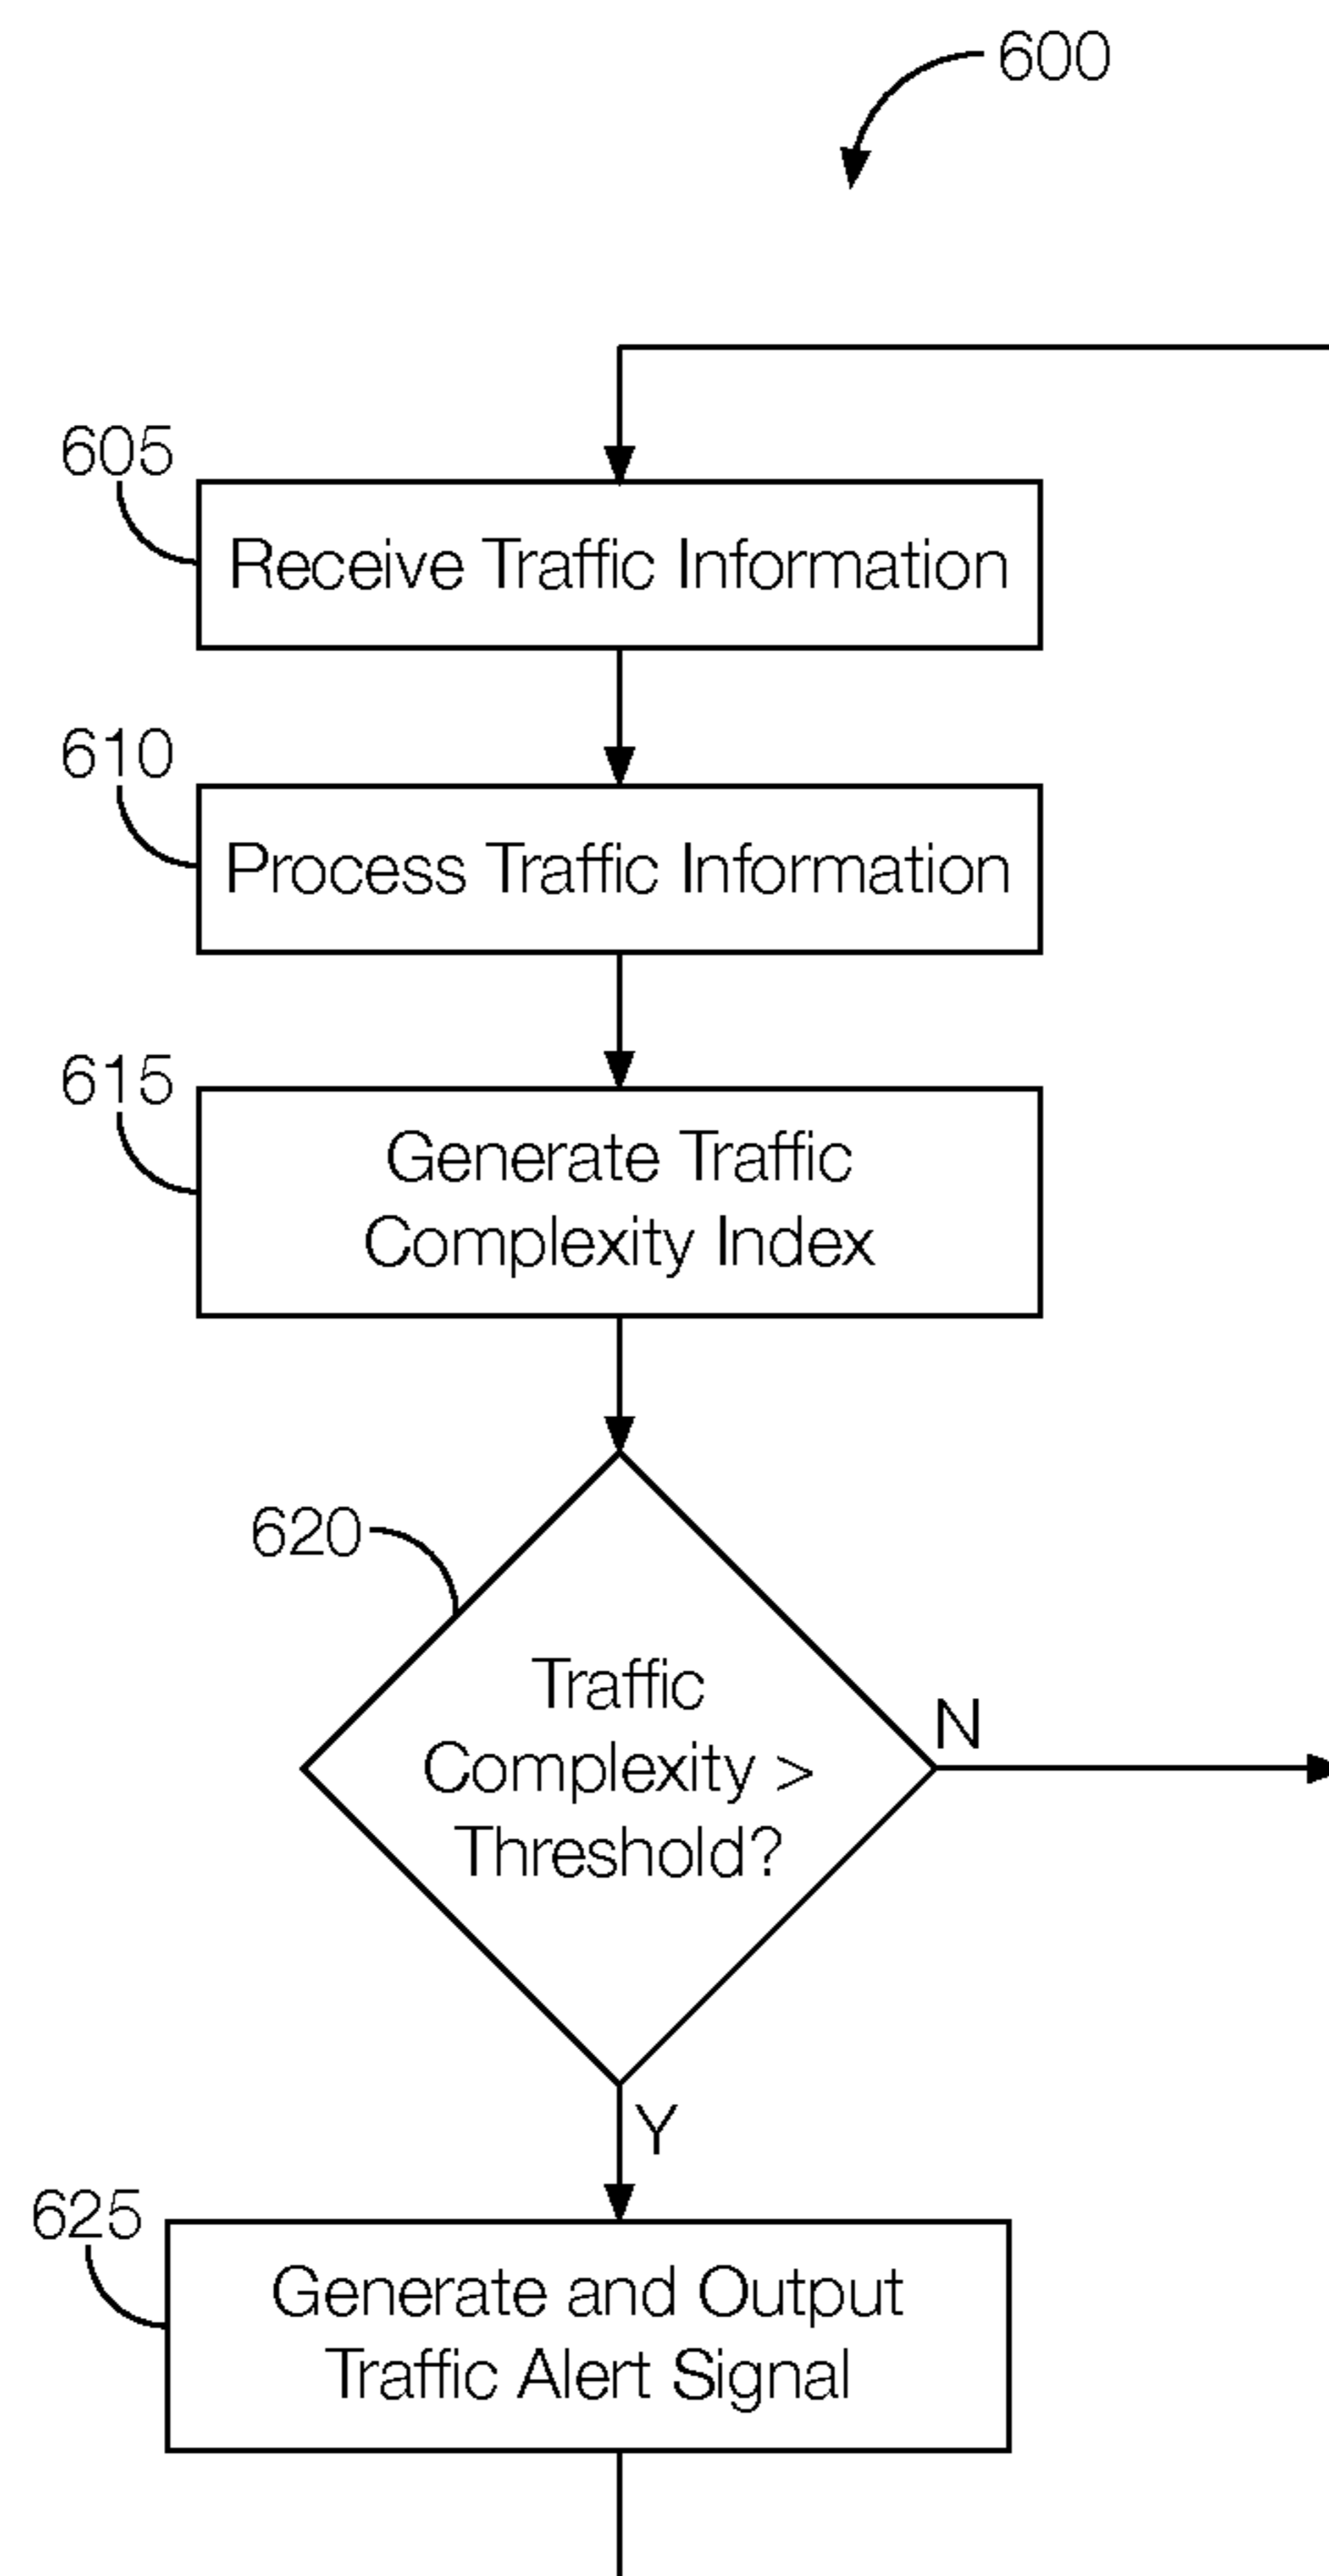 600
605
Receive Traffic Information
610
Process Traffic Information
615
Generate Traffic
Complexity Index
620
Traffic
Complexity >
Threshold?
N
Y
625
Generate and Output
Traffic Alert Signal